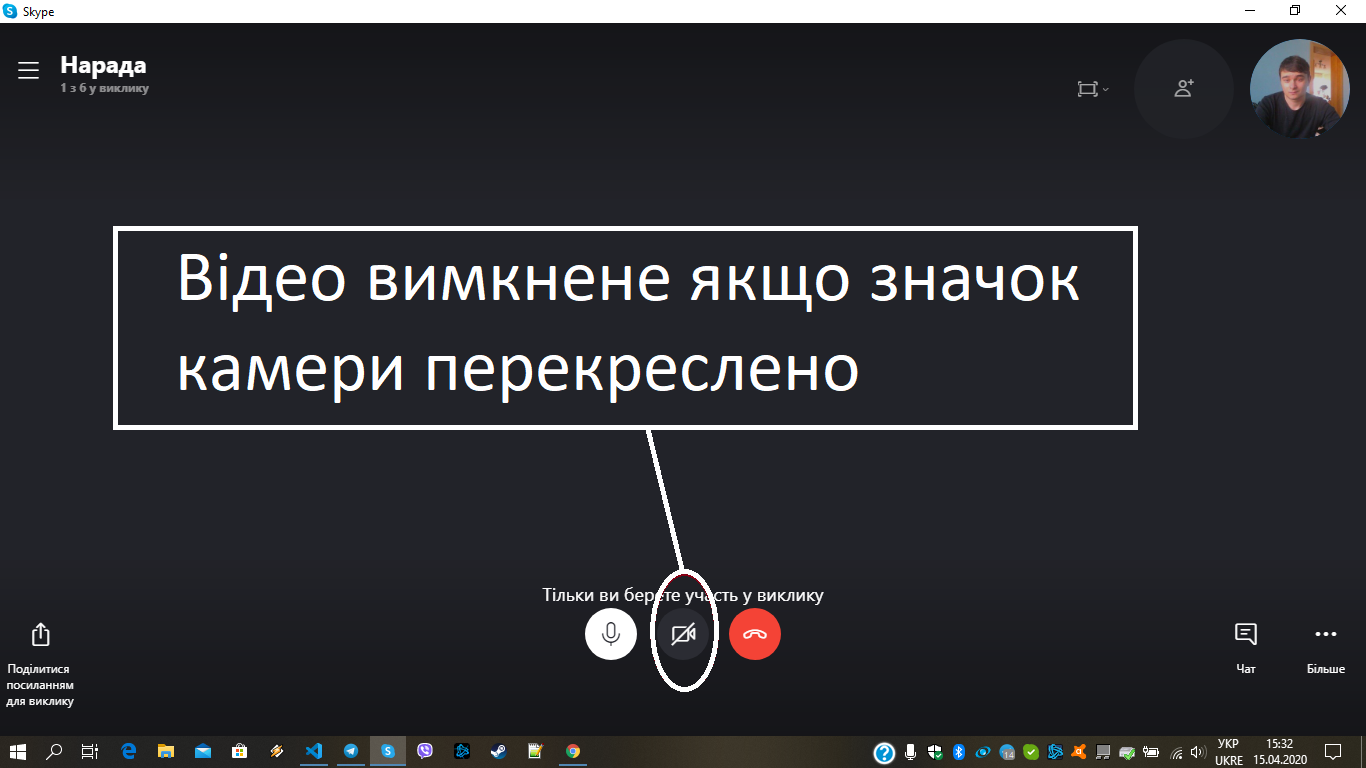 Skype
Нарада
1 з 6 у виклику
Відео вимкнене якщо значок
камери перекреслено
Тільки ви берете участь у виклику
Поділитися
посиланням
для виклику
Чат
Більше
14
УКР
UKRE
15:32
15.04.2020